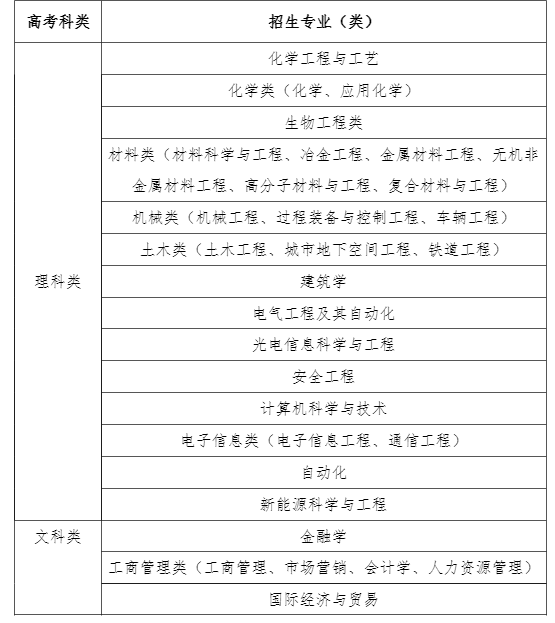 高考科类 招生专业（类）
化学工程与工艺
化学类（化学、应用化学）
生物工程类
材料类（材料科学与工程、冶金工程、金属材料工程、无机非
金属材料工程、高分子材料与工程、复合材料与工程）
机械类（机械工程、过程装备与控制工程、车辆工程）
土木类（土木工程、城市地下空间工程、铁道工程）
理科类 建筑学
电气工程及其自动化
光电信息科学与工程
安全工程
计算机科学与技术
电子信息类（电子信息工程、通信工程）
自动化
新能源科学与工程
文科类 金融学
工商管理类（工商管理、市场营销、会计学、人力资源管理）
国际经济与贸易